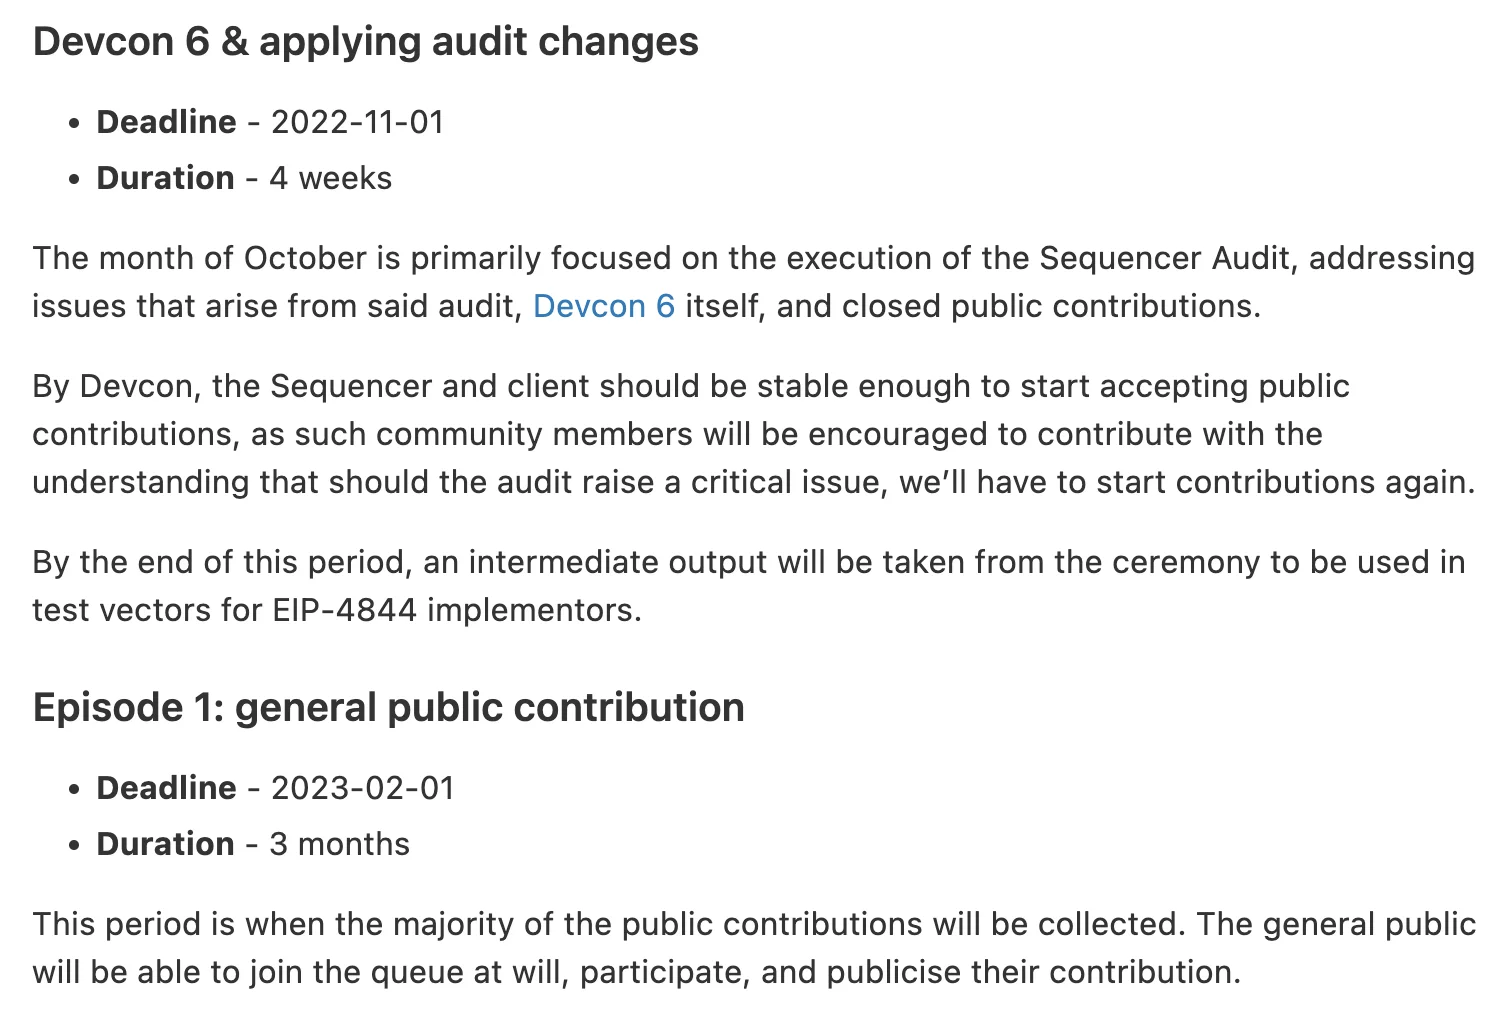 Devcon 6 & applying audit changes
• Deadline - 2022-11-01
• Duration - 4 weeks
The month of October is primarily focused on the execution of the Sequencer Audit, addressing
issues that arise from said audit, Devcon 6 itself, and closed public contributions.
By Devcon, the Sequencer and client should be stable enough to start accepting public
contributions, as such community members will be encouraged to contribute with the
understanding that should the audit raise a critical issue, we’ll have to start contributions again.
By the end of this period, an intermediate output will be taken from the ceremony to be used in
test vectors for EIP-4844 implementors.
Episode 1: general public contribution
• Deadline - 2023-02-01
• Duration - 3 months
This period is when the majority of the public contributions will be collected. The general public
will be able to join the queue at will, participate, and publicise their contribution.